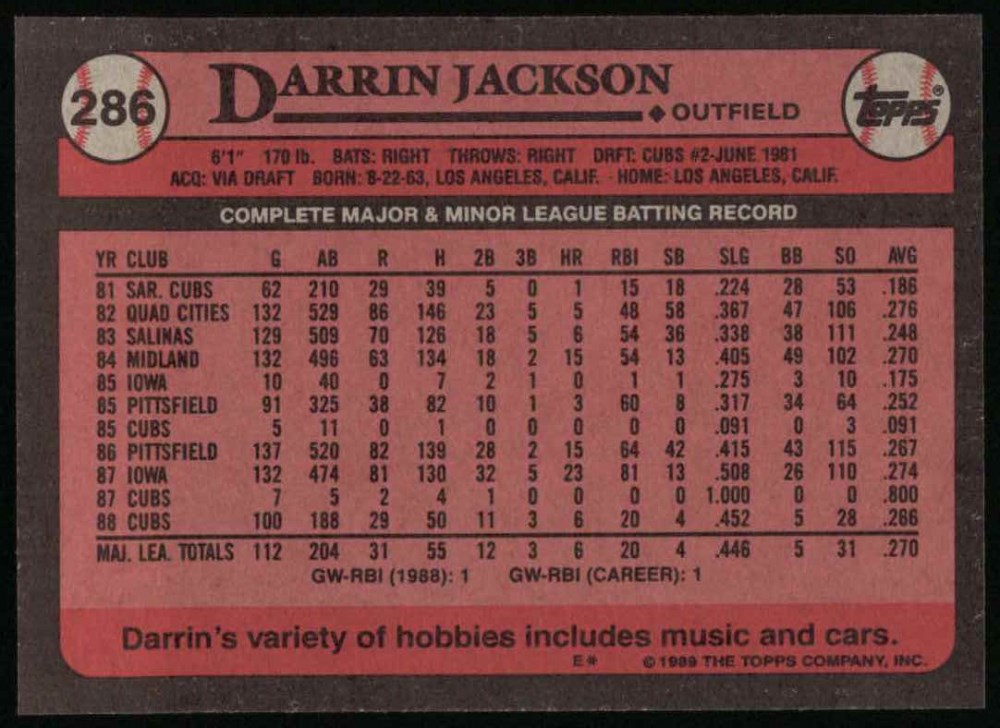 286
DARRIN JACKSON
◆ OUTFIELD
TOPPS®
6'1" 170 lb. BATS: RIGHT THROWS: RIGHT DRFT: CUBS #2-JUNE 1981
ACQ: VIA DRAFT BORN: 8-22-63, LOS ANGELES, CALIF. - HOME: LOS ANGELES, CALIF.
COMPLETE MAJOR & MINOR LEAGUE BATTING RECORD
YR CLUB G AB R H 2B 3B HR RBI SB SLG BB SO AVG
81 SAR. CUBS 62 210 29 39 5 0 1 15 18 .224 28 53 .186
82 QUAD CITIES 132 529 86 146 23 5 5 48 58 .367 47 106 .276
83 SALINAS 129 509 70 126 18 5 6 54 36 .338 38 111 .248
84 MIDLAND 132 496 63 134 18 2 15 54 13 .405 49 102 .270
85 IOWA 10 40 0 7 2 1 0 1 1 .275 3 10 .175
85 PITTSFIELD 91 325 38 82 10 1 3 60 8 .317 34 64 .252
85 CUBS 5 11 0 1 0 0 0 0 0 .091 0 3 .091
86 PITTSFIELD 137 520 82 139 28 2 15 64 42 .415 43 115 .267
87 IOWA 132 474 81 130 32 5 23 81 13 .508 26 110 .274
87 CUBS 7 5 2 4 1 0 0 0 0 1.000 0 0 .800
88 CUBS 100 188 29 50 11 3 6 20 4 .452 5 28 .266
MAJ. LEA. TOTALS 112 204 31 55 12 3 6 20 4 .446 5 31 .270
GW-RBI (1988): 1 GW-RBI (CAREER): 1
Darrin's variety of hobbies includes music and cars.
E* © 1989 THE TOPPS COMPANY, INC.